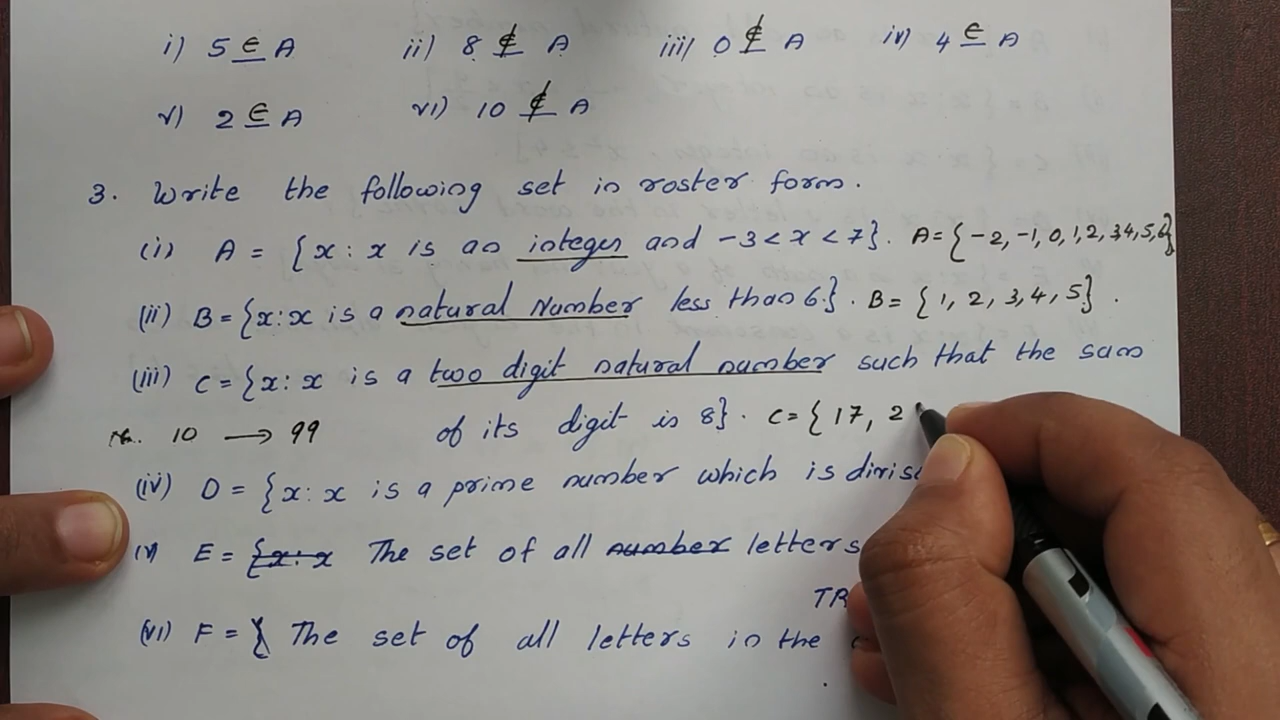 i) 5 ∈ A ii) 8 ∉ A iii) 0 ∉ A iv) 4 ∈ A
v) 2 ∈ A vi) 10 ∉ A
3. Write the following set in roster form.
(i) A = {x : x is an integer and -3 < x < 7}. A = {-2, -1, 0, 1, 2, 3, 4, 5, 6}
(ii) B = {x : x is a natural Number less than 6.}. B = {1, 2, 3, 4, 5}.
(iii) C = {x : x is a two digit natural number such that the sum
of its digit is 8}. C = {17, 2
10 → 99
(iv) D = {x : x is a prime number which is
(v) E = {x : x The set of all number letters
TR
(vi) F = { The set of all letters in the